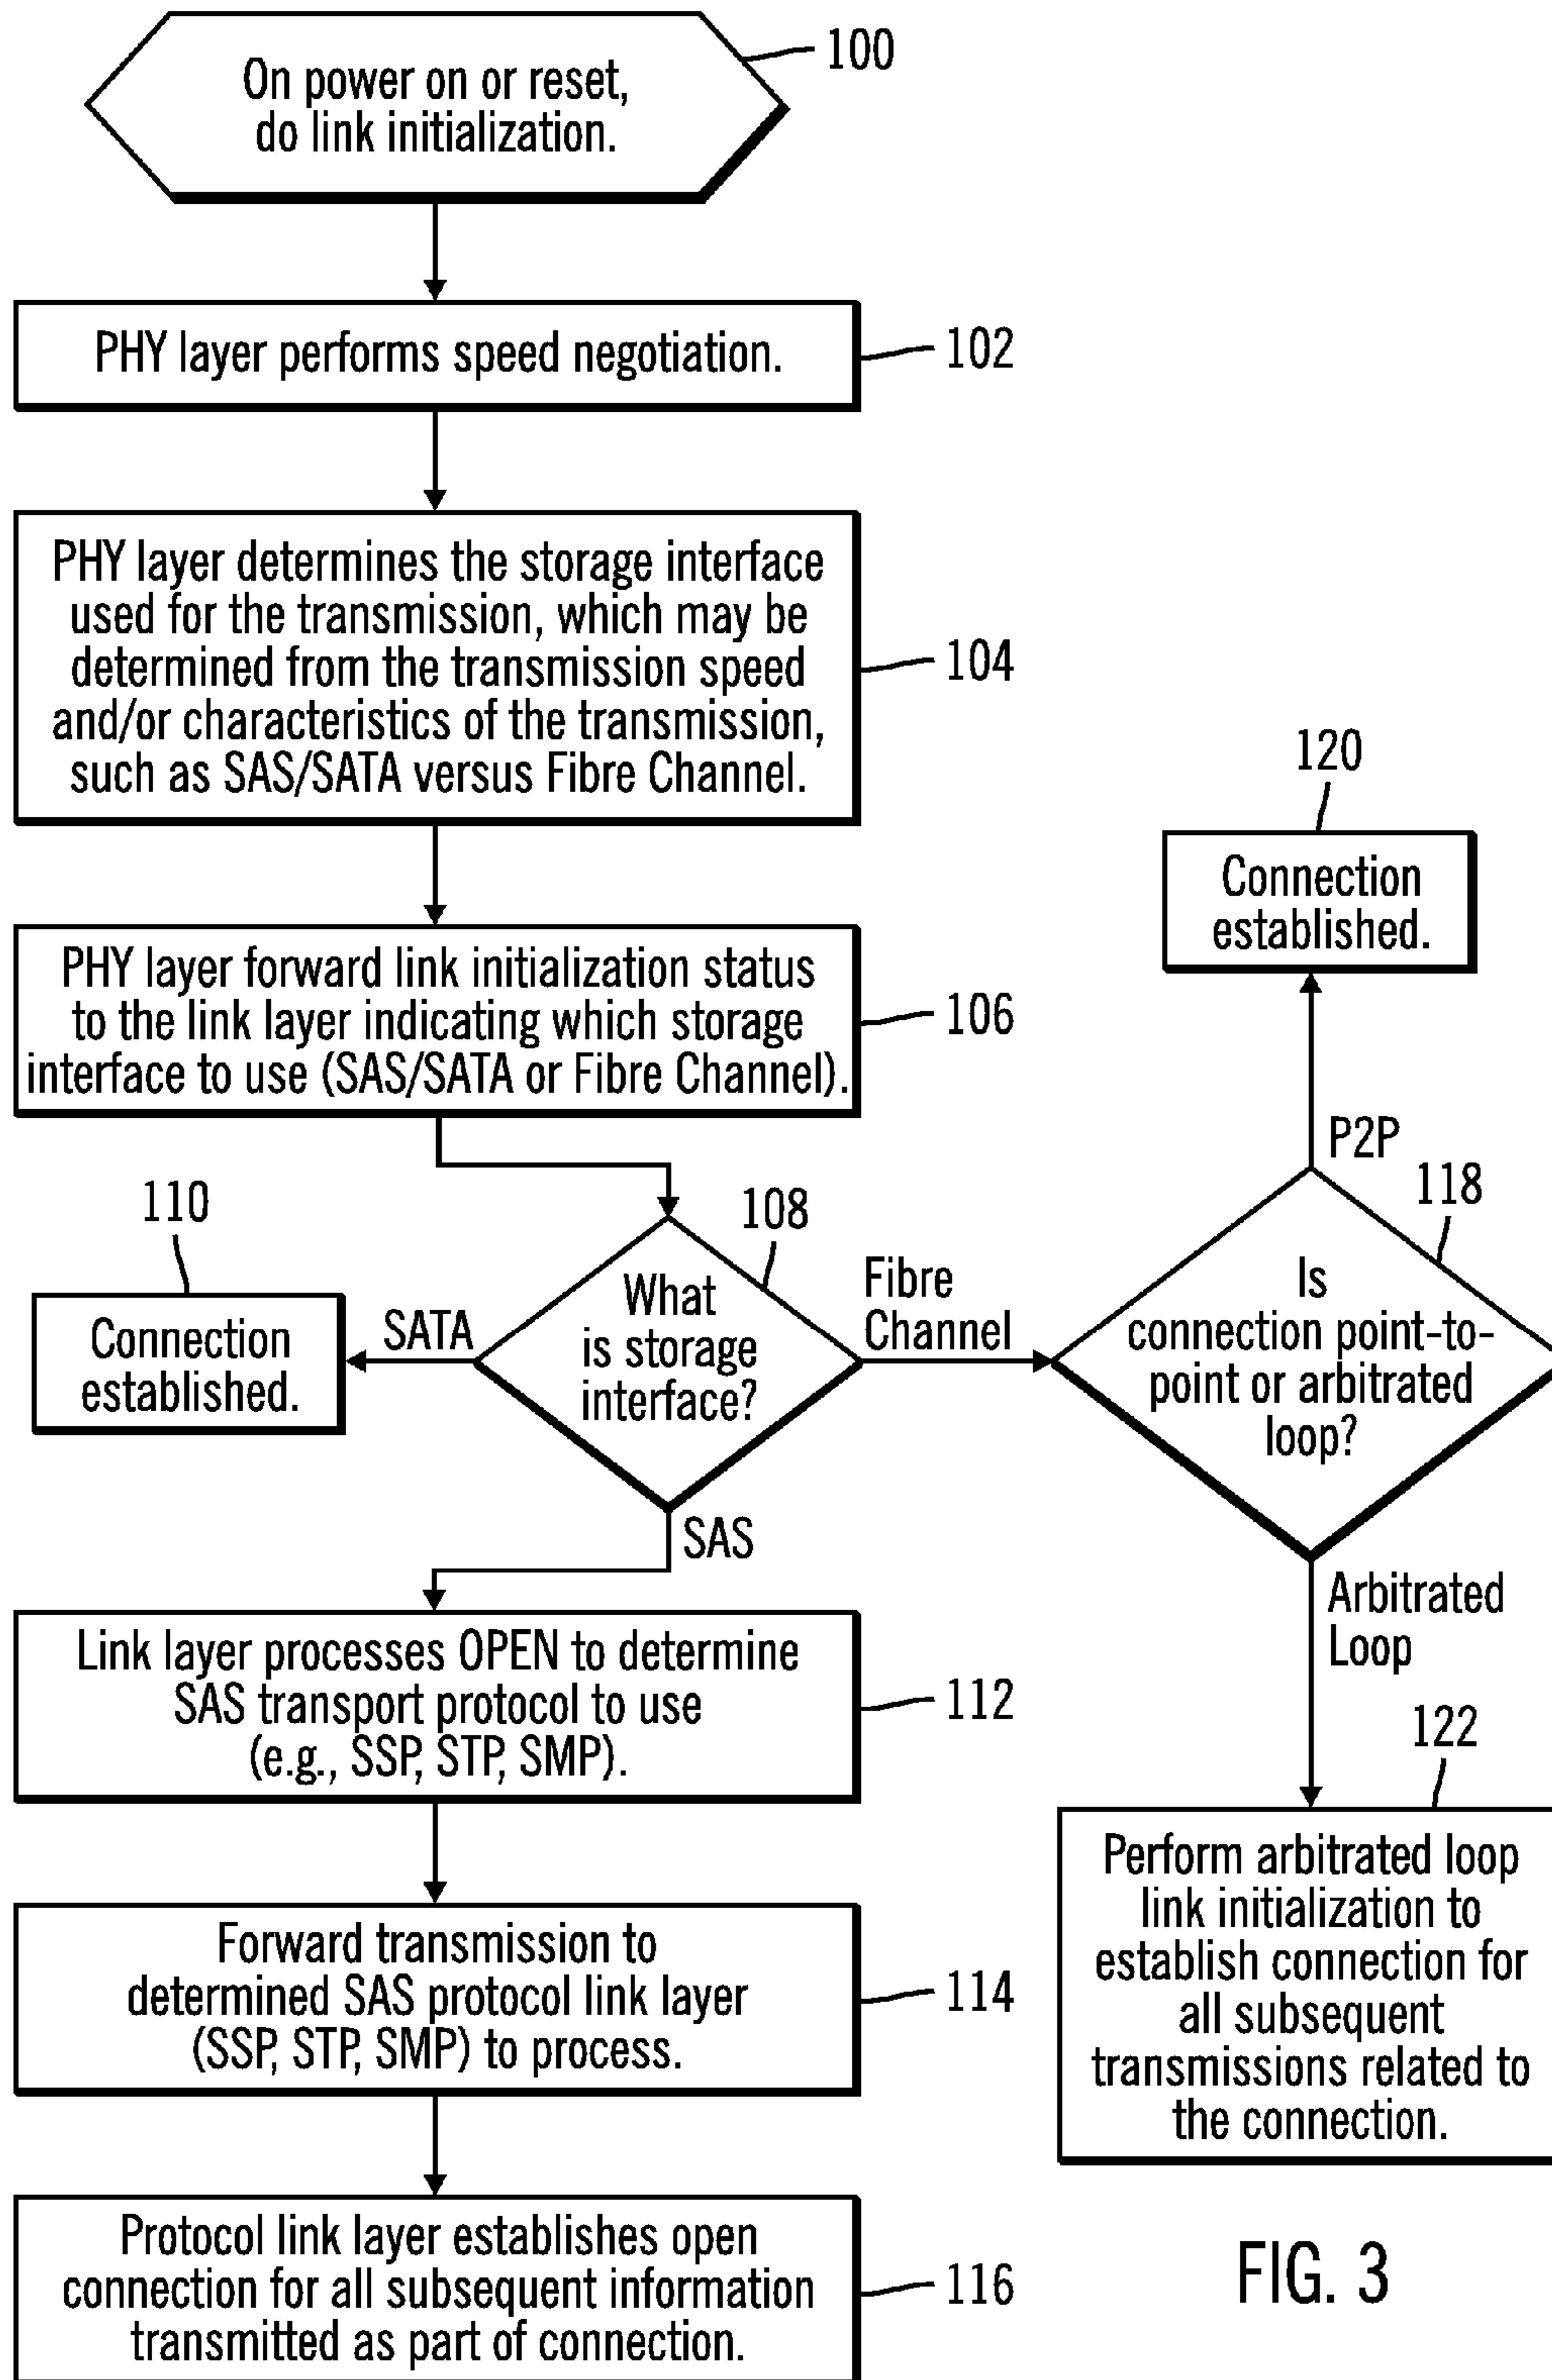 On power on or reset,
do link initialization.
100
PHY layer performs speed negotiation.
102
PHY layer determines the storage interface
used for the transmission, which may be
determined from the transmission speed
and/or characteristics of the transmission,
such as SAS/SATA versus Fibre Channel.
104
PHY layer forward link initialization status
to the link layer indicating which storage
interface to use (SAS/SATA or Fibre Channel).
106
What
is storage
interface?
108
SATA
110
Connection
established.
Fibre
Channel
Is
connection point-to-
point or arbitrated
loop?
118
P2P
120
Connection
established.
Arbitrated
Loop
122
Perform arbitrated loop
link initialization to
establish connection for
all subsequent
transmissions related to
the connection.
SAS
Link layer processes OPEN to determine
SAS transport protocol to use
(e.g., SSP, STP, SMP).
112
Forward transmission to
determined SAS protocol link layer
(SSP, STP, SMP) to process.
114
Protocol link layer establishes open
connection for all subsequent information
transmitted as part of connection.
116
FIG. 3